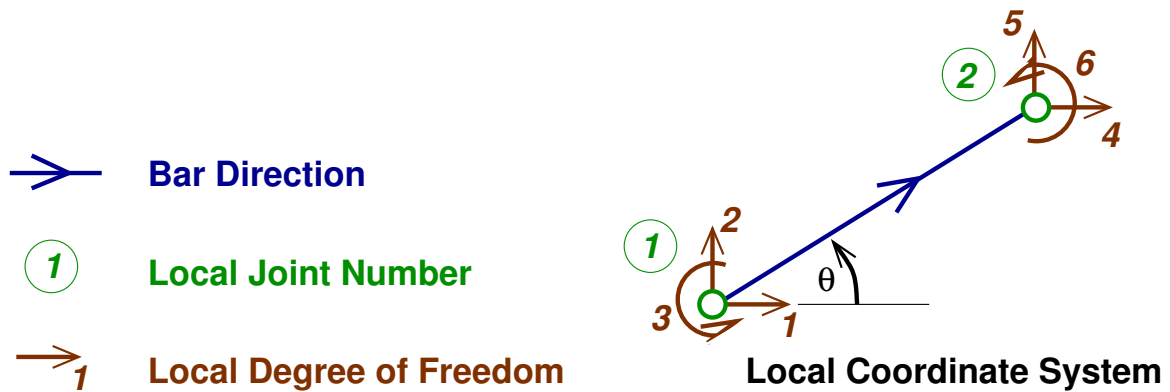 Bar Direction
1 Local Joint Number
1 Local Degree of Freedom
5
2 6
4
1 2
θ
3 1
Local Coordinate System